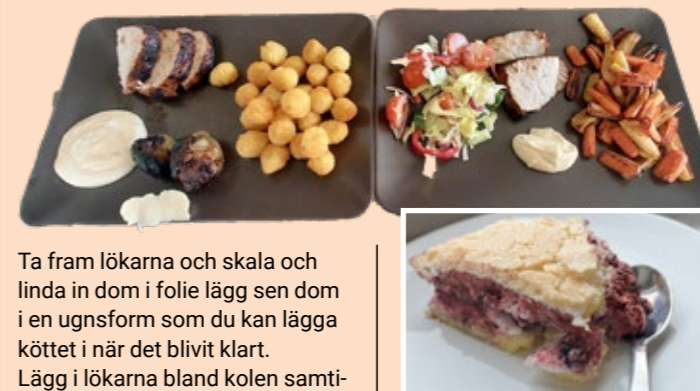 Ta fram lökarna och skala och
linda in dom i folie lägg sen dom
i en ugnsform som du kan lägga
köttet i när det blivit klart.
Lägg i lökarna bland kolen samti-